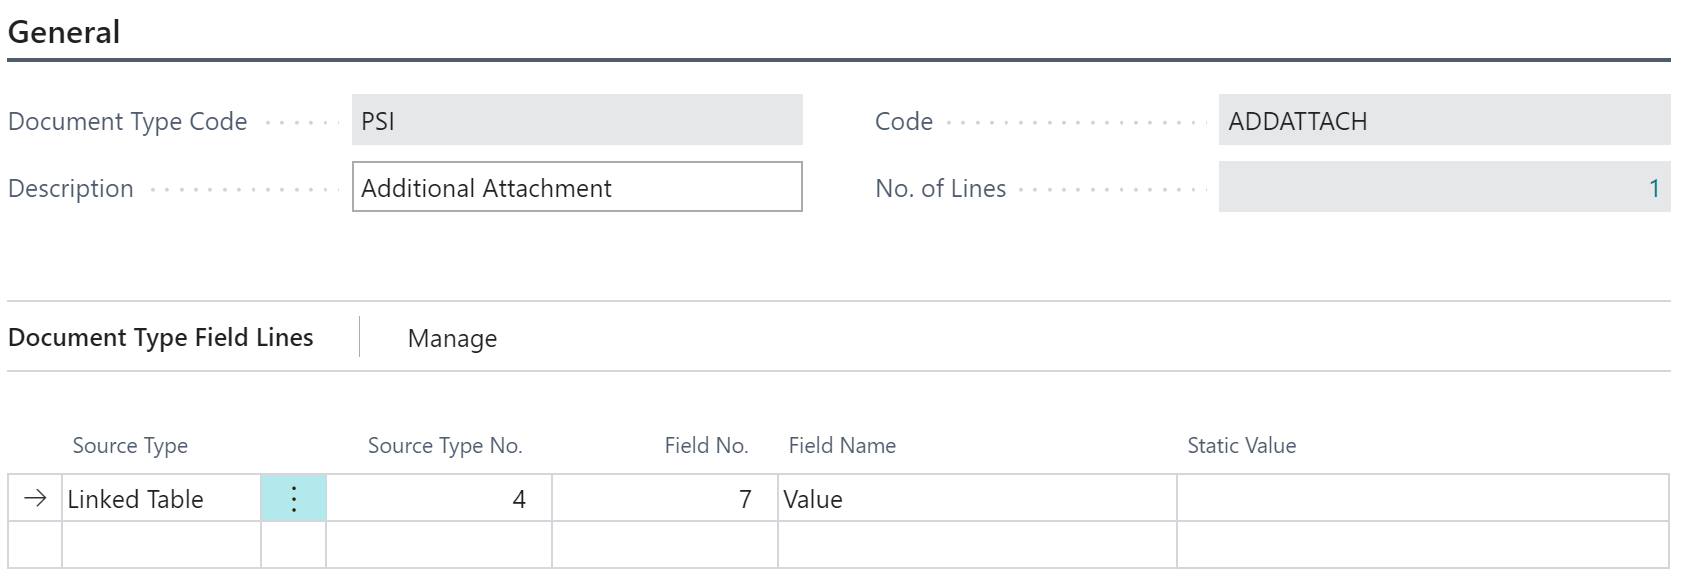 General
Document Type Code PSI Code ADDATTACH
Description Additional Attachment No. of Lines 1
Document Type Field Lines Manage
Source Type Source Type No. Field No. Field Name Static Value
Linked Table 4 7 Value